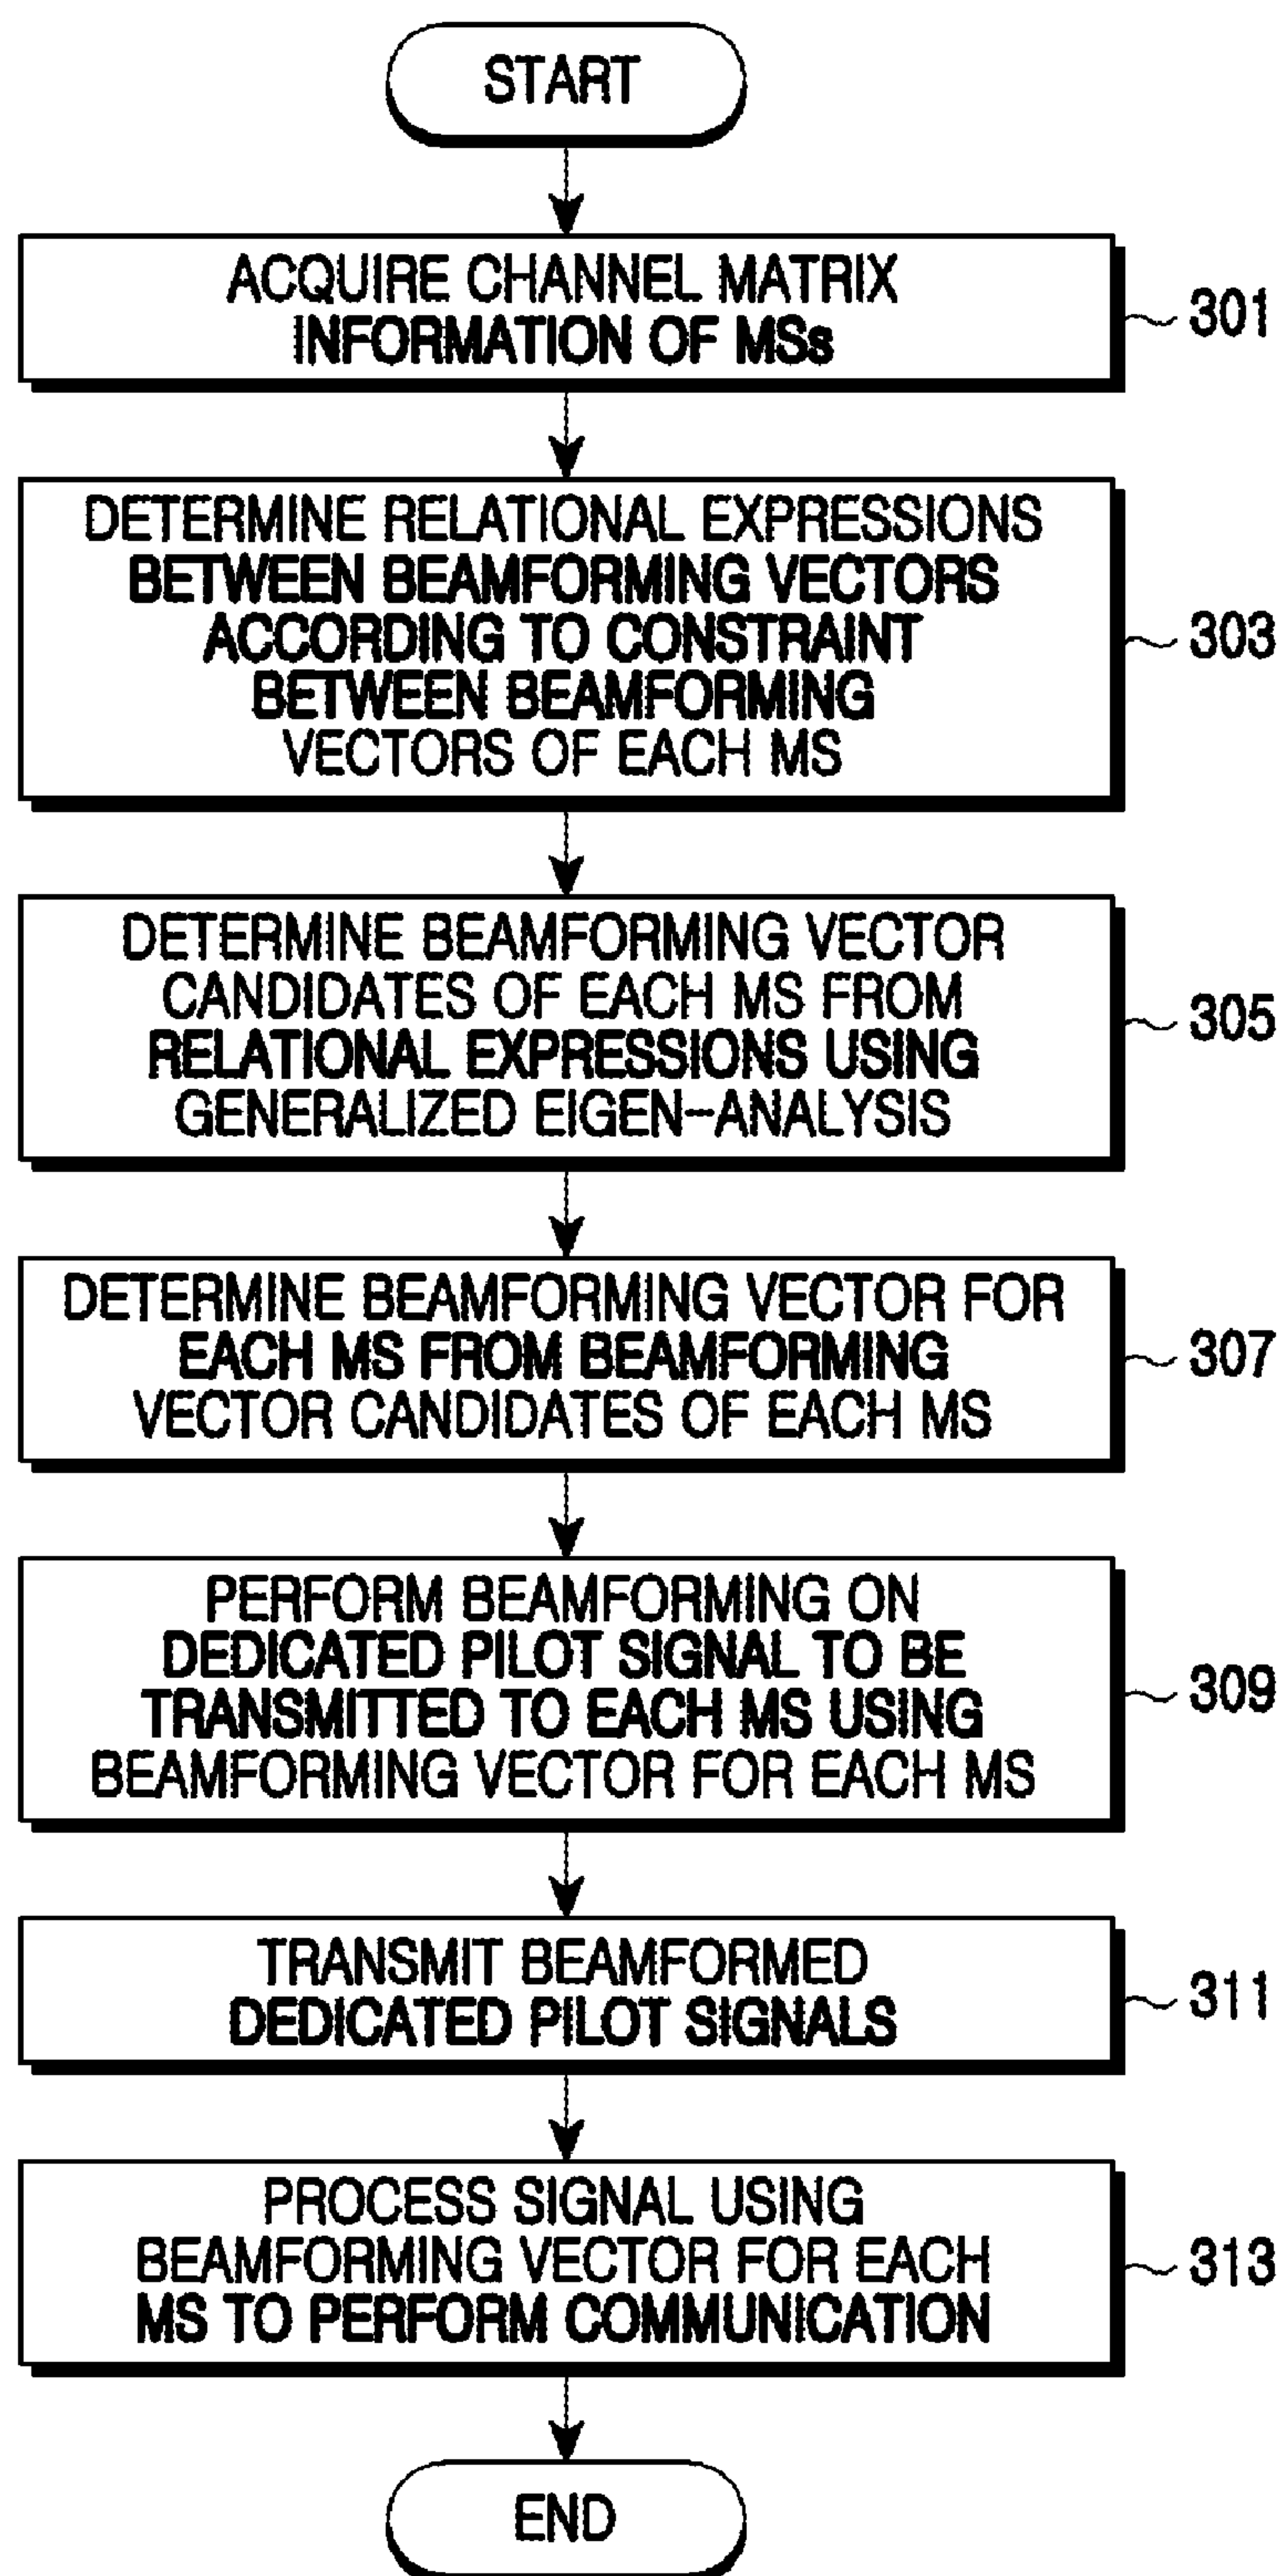 START
ACQUIRE CHANNEL MATRIX
INFORMATION OF MSs
301
DETERMINE RELATIONAL EXPRESSIONS
BETWEEN BEAMFORMING VECTORS
ACCORDING TO CONSTRAINT
BETWEEN BEAMFORMING
VECTORS OF EACH MS
303
DETERMINE BEAMFORMING VECTOR
CANDIDATES OF EACH MS FROM
RELATIONAL EXPRESSIONS USING
GENERALIZED EIGEN-ANALYSIS
305
DETERMINE BEAMFORMING VECTOR FOR
EACH MS FROM BEAMFORMING
VECTOR CANDIDATES OF EACH MS
307
PERFORM BEAMFORMING ON
DEDICATED PILOT SIGNAL TO BE
TRANSMITTED TO EACH MS USING
BEAMFORMING VECTOR FOR EACH MS
309
TRANSMIT BEAMFORMED
DEDICATED PILOT SIGNALS
311
PROCESS SIGNAL USING
BEAMFORMING VECTOR FOR EACH
MS TO PERFORM COMMUNICATION
313
END